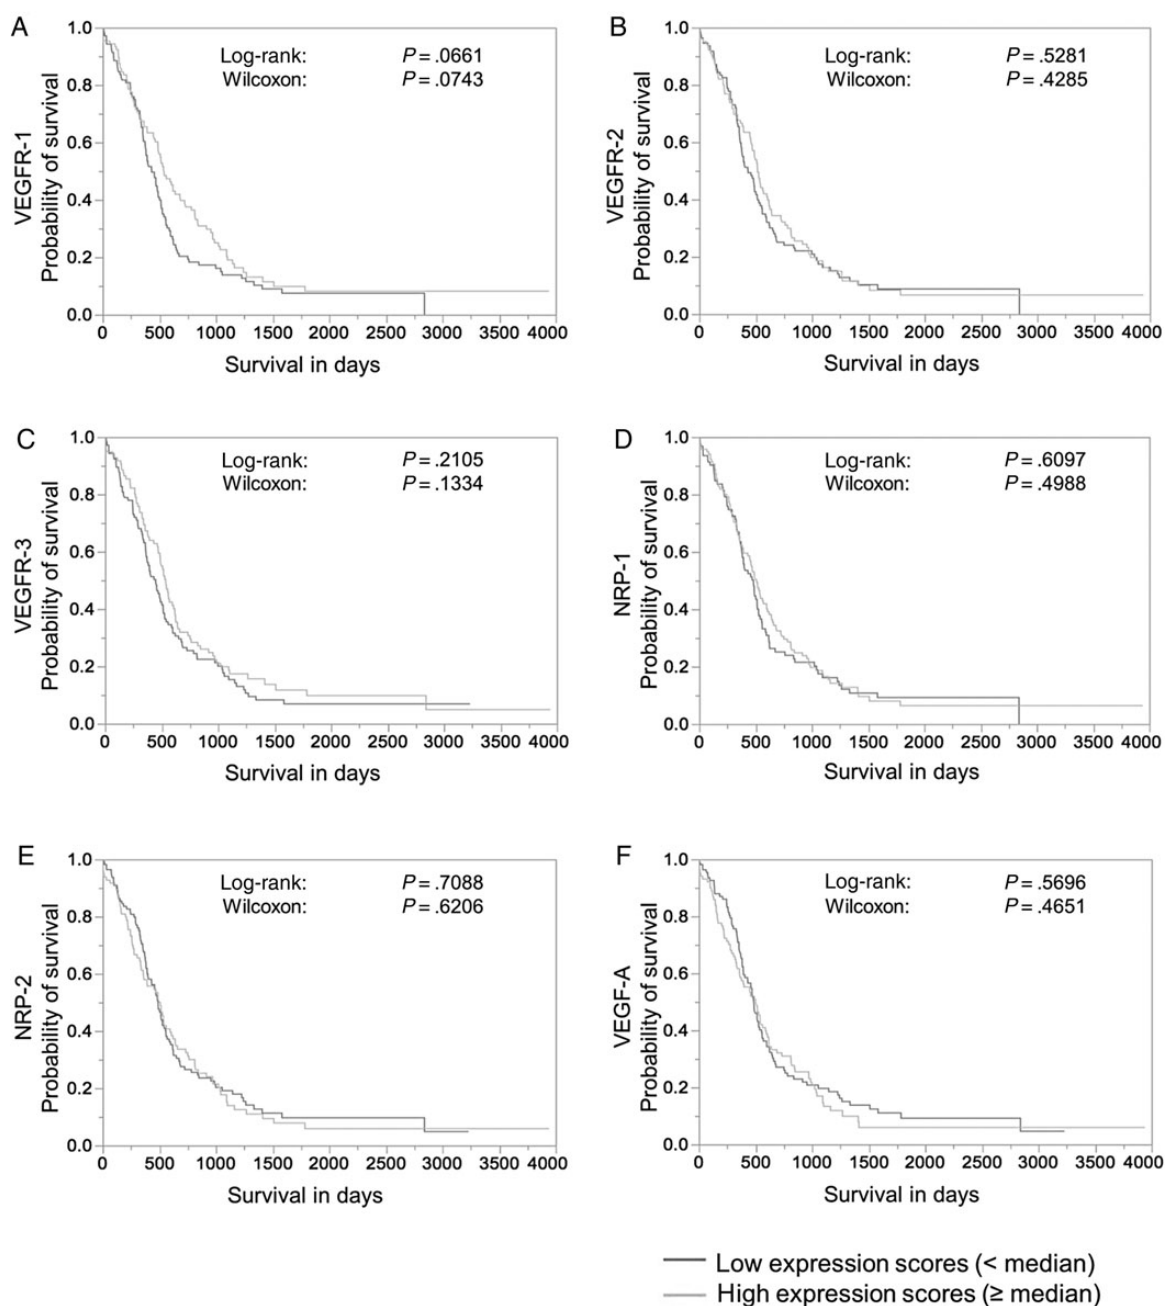 A
VEGFR-1
Probability of survival
1.0
0.8
0.6
0.4
0.2
0.0
Log-rank: P = .0661
Wilcoxon: P = .0743
0 500 1000 1500 2000 2500 3000 3500 4000
Survival in days
B
VEGFR-2
Probability of survival
1.0
0.8
0.6
0.4
0.2
0.0
Log-rank: P = .5281
Wilcoxon: P = .4285
0 500 1000 1500 2000 2500 3000 3500 4000
Survival in days
C
VEGFR-3
Probability of survival
1.0
0.8
0.6
0.4
0.2
0.0
Log-rank: P = .2105
Wilcoxon: P = .1334
0 500 1000 1500 2000 2500 3000 3500 4000
Survival in days
D
NRP-1
Probability of survival
1.0
0.8
0.6
0.4
0.2
0.0
Log-rank: P = .6097
Wilcoxon: P = .4988
0 500 1000 1500 2000 2500 3000 3500 4000
Survival in days
E
NRP-2
Probability of survival
1.0
0.8
0.6
0.4
0.2
0.0
Log-rank: P = .7088
Wilcoxon: P = .6206
0 500 1000 1500 2000 2500 3000 3500 4000
Survival in days
F
VEGF-A
Probability of survival
1.0
0.8
0.6
0.4
0.2
0.0
Log-rank: P = .5696
Wilcoxon: P = .4651
0 500 1000 1500 2000 2500 3000 3500 4000
Survival in days
Low expression scores (< median)
High expression scores (≥ median)